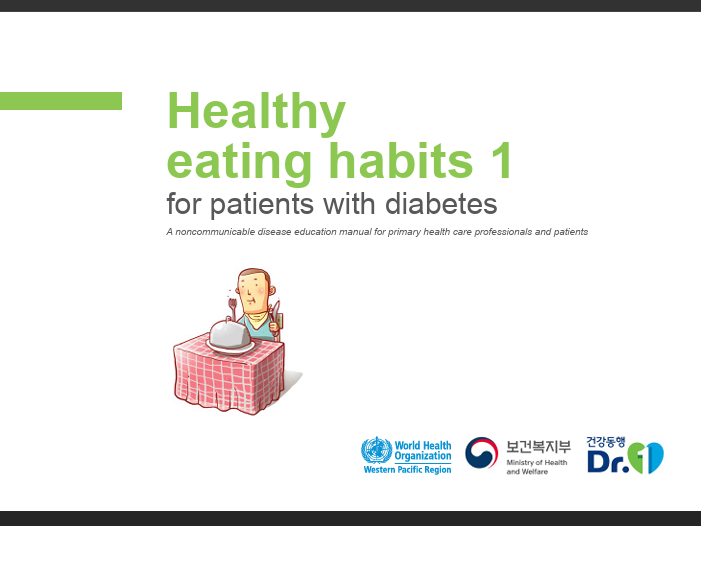 Healthy
eating habits 1
for patients with diabetes
A noncommunicable disease education manual for primary health care professionals and patients
World Health
Organization
Western Pacific Region
보건복지부
Ministry of Health
and Welfare
건강동행
Dr.1